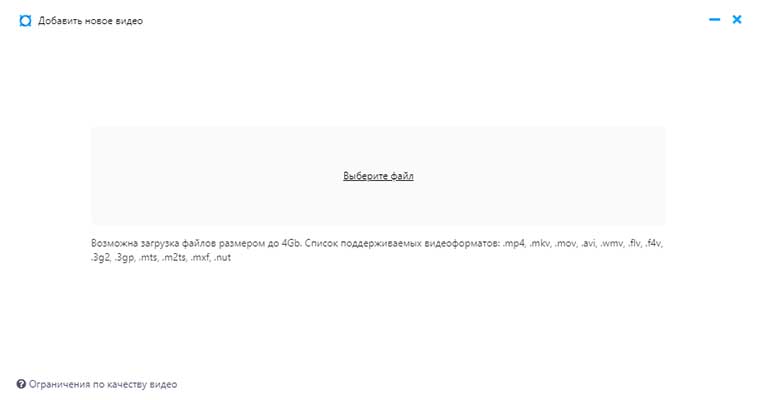 Добавить новое видео
Выберите файл
Возможна загрузка файлов размером до 4Gb. Список поддерживаемых видеоформатов: .mp4, .mkv, .mov, .avi, .wmv, .flv, .f4v,
.3g2, .3gp, .mts, .m2ts, .mxf, .nut
Ограничения по качеству видео